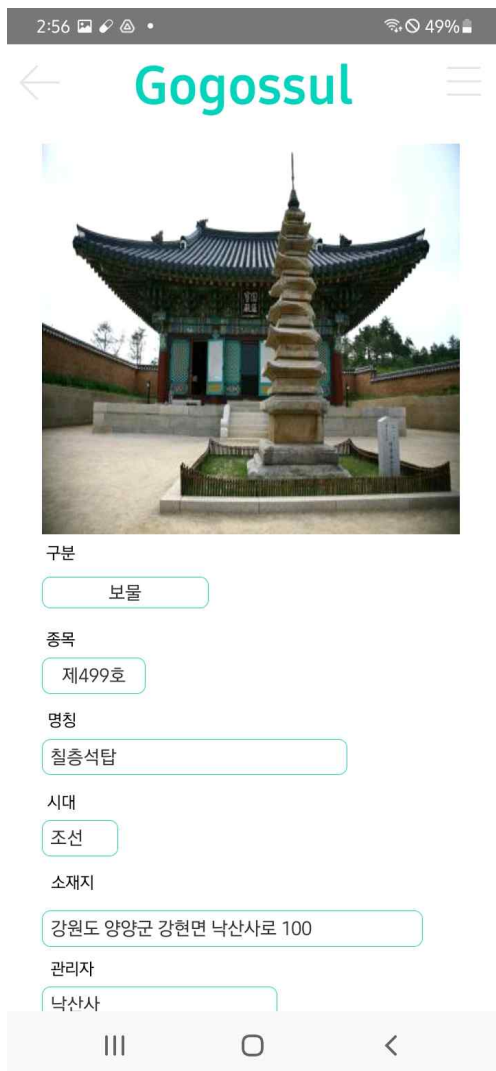 2:56
49%
Gogossul
구분
보물
종목
제499호
명칭
칠층석탑
시대
조선
소재지
강원도 양양군 강현면 낙산사로 100
관리자
낙산사